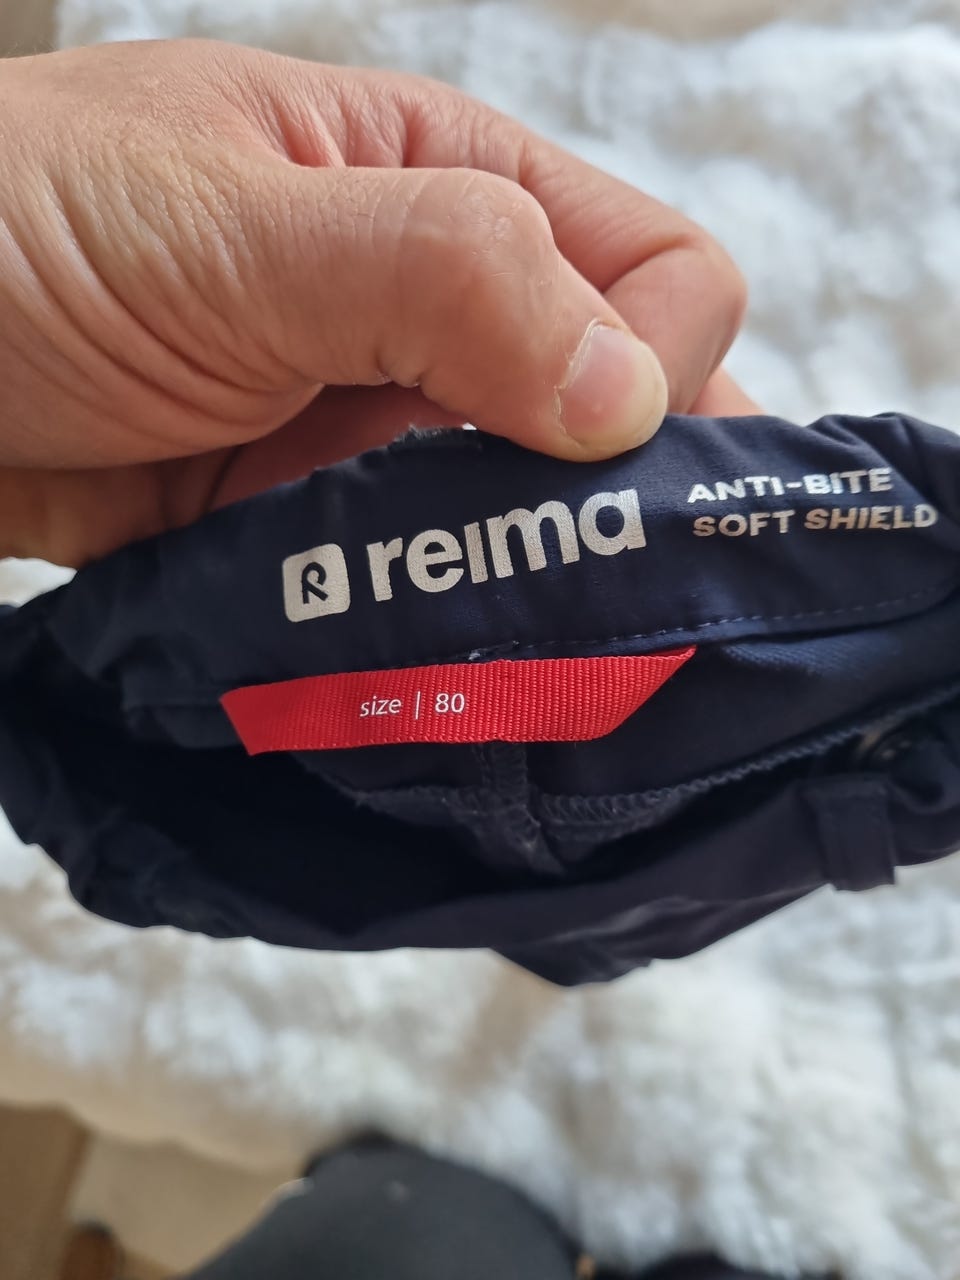 R reima
ANTI-BITE
SOFT SHIELD
size | 80